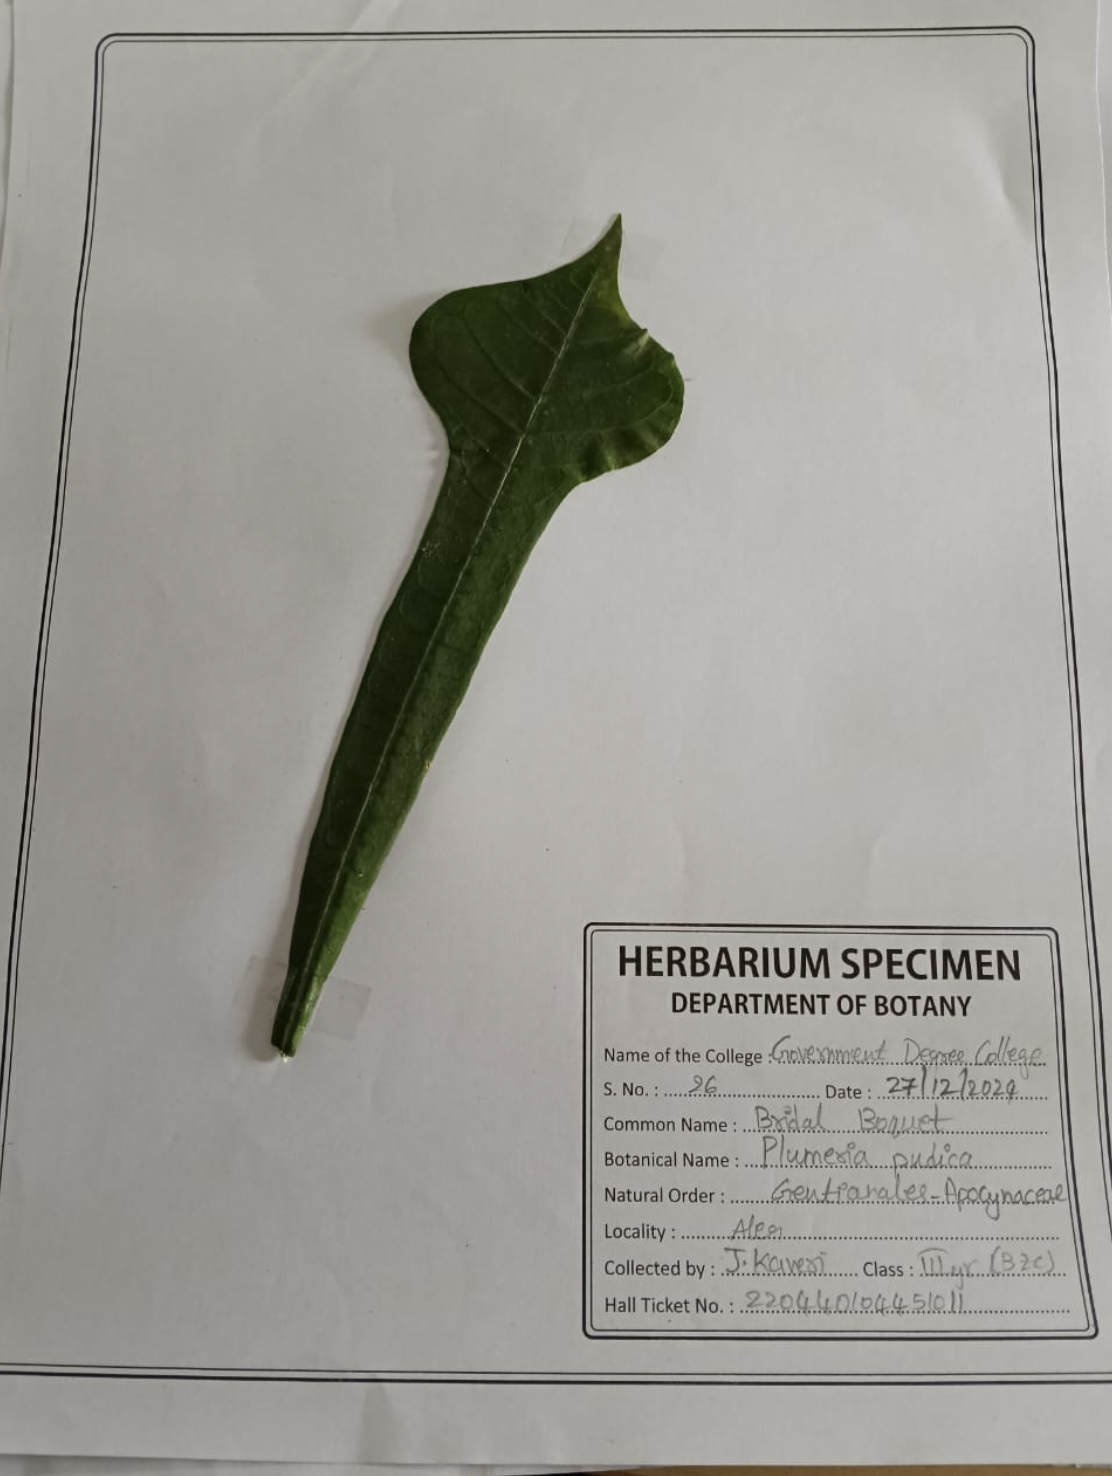 HERBARIUM SPECIMEN
DEPARTMENT OF BOTANY
Name of the College : Government Degree College
S. No. : 26 Date : 27/12/2024
Common Name : Bridal Boquet
Botanical Name : Plumeria pudica
Natural Order : Gentianales-Apocynaceae
Locality :
Collected by : J. Kaveri Class : III yr (BZC)
Hall Ticket No. : 220440104451011